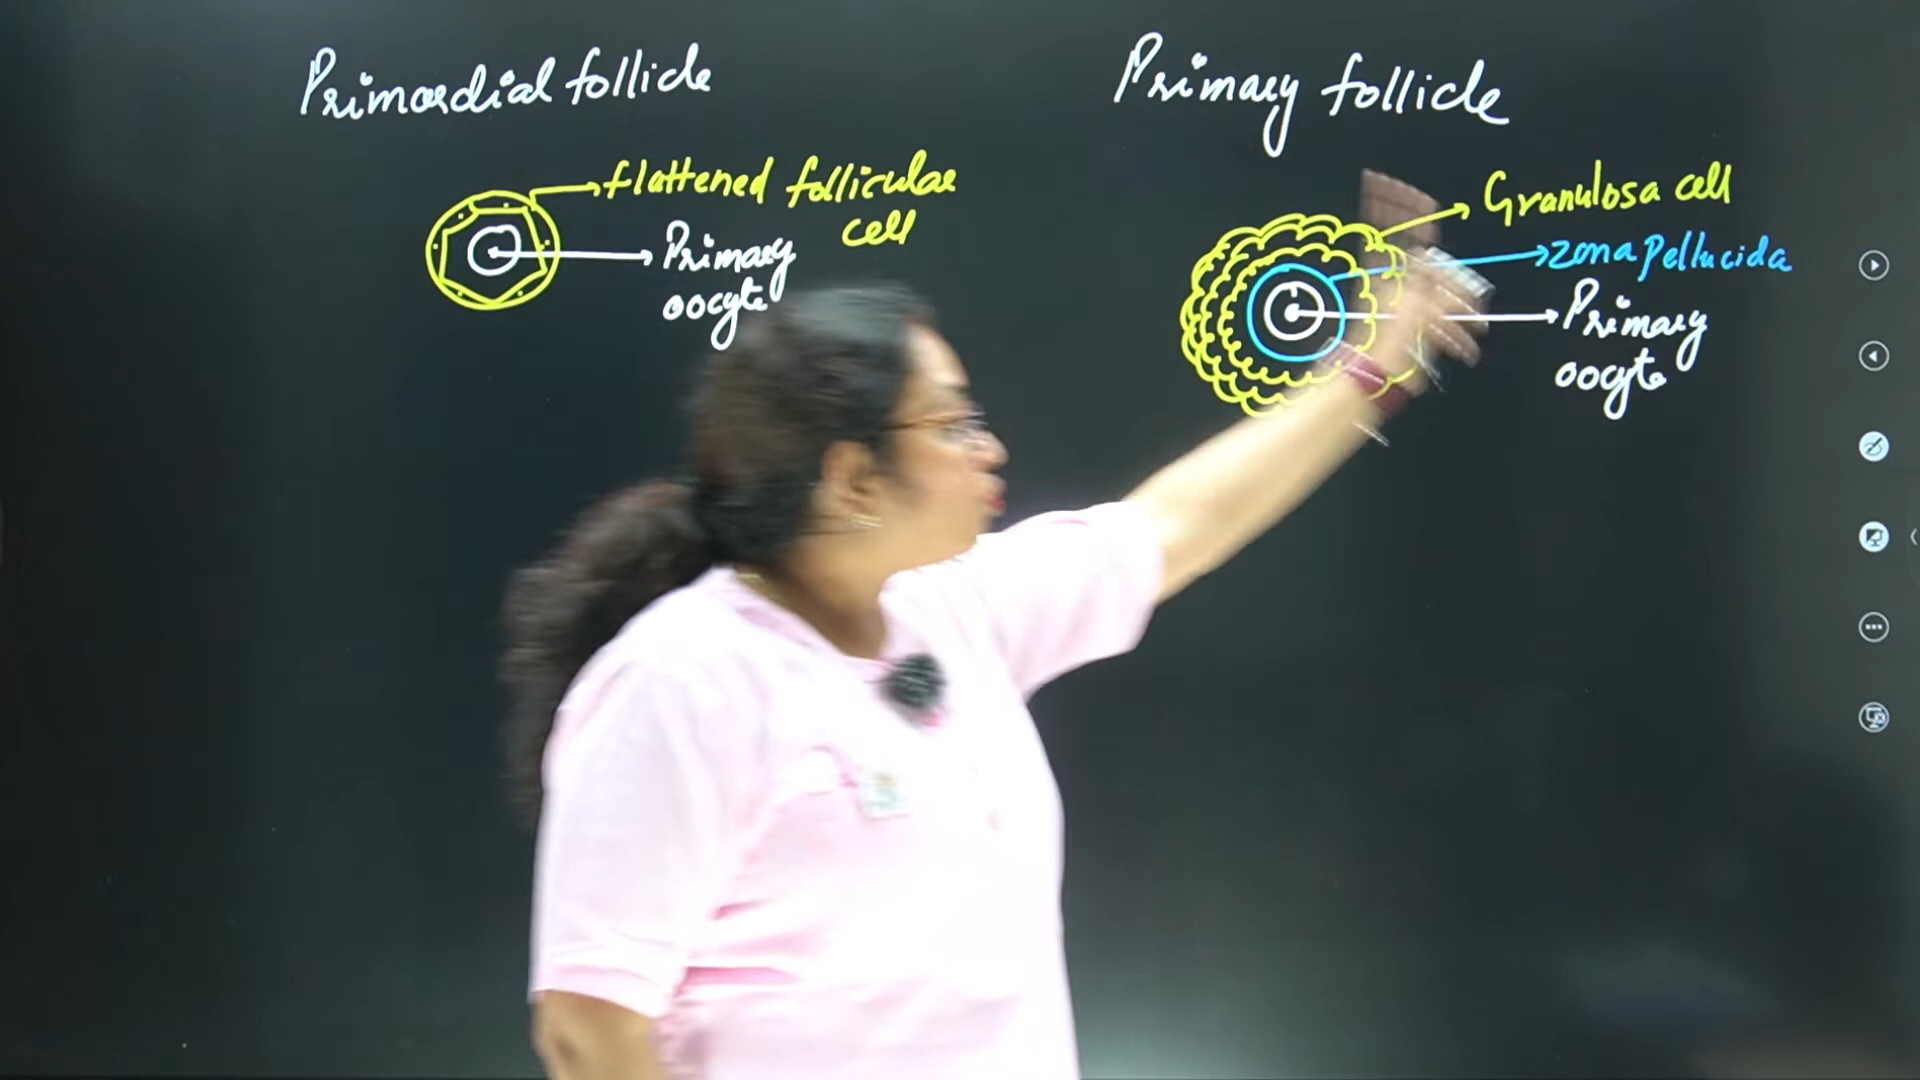 Primordial follicle
flattened follicular
cell
Primary
oocyte
Primary follicle
Granulosa cell
zona pellucida
Primary
oocyte